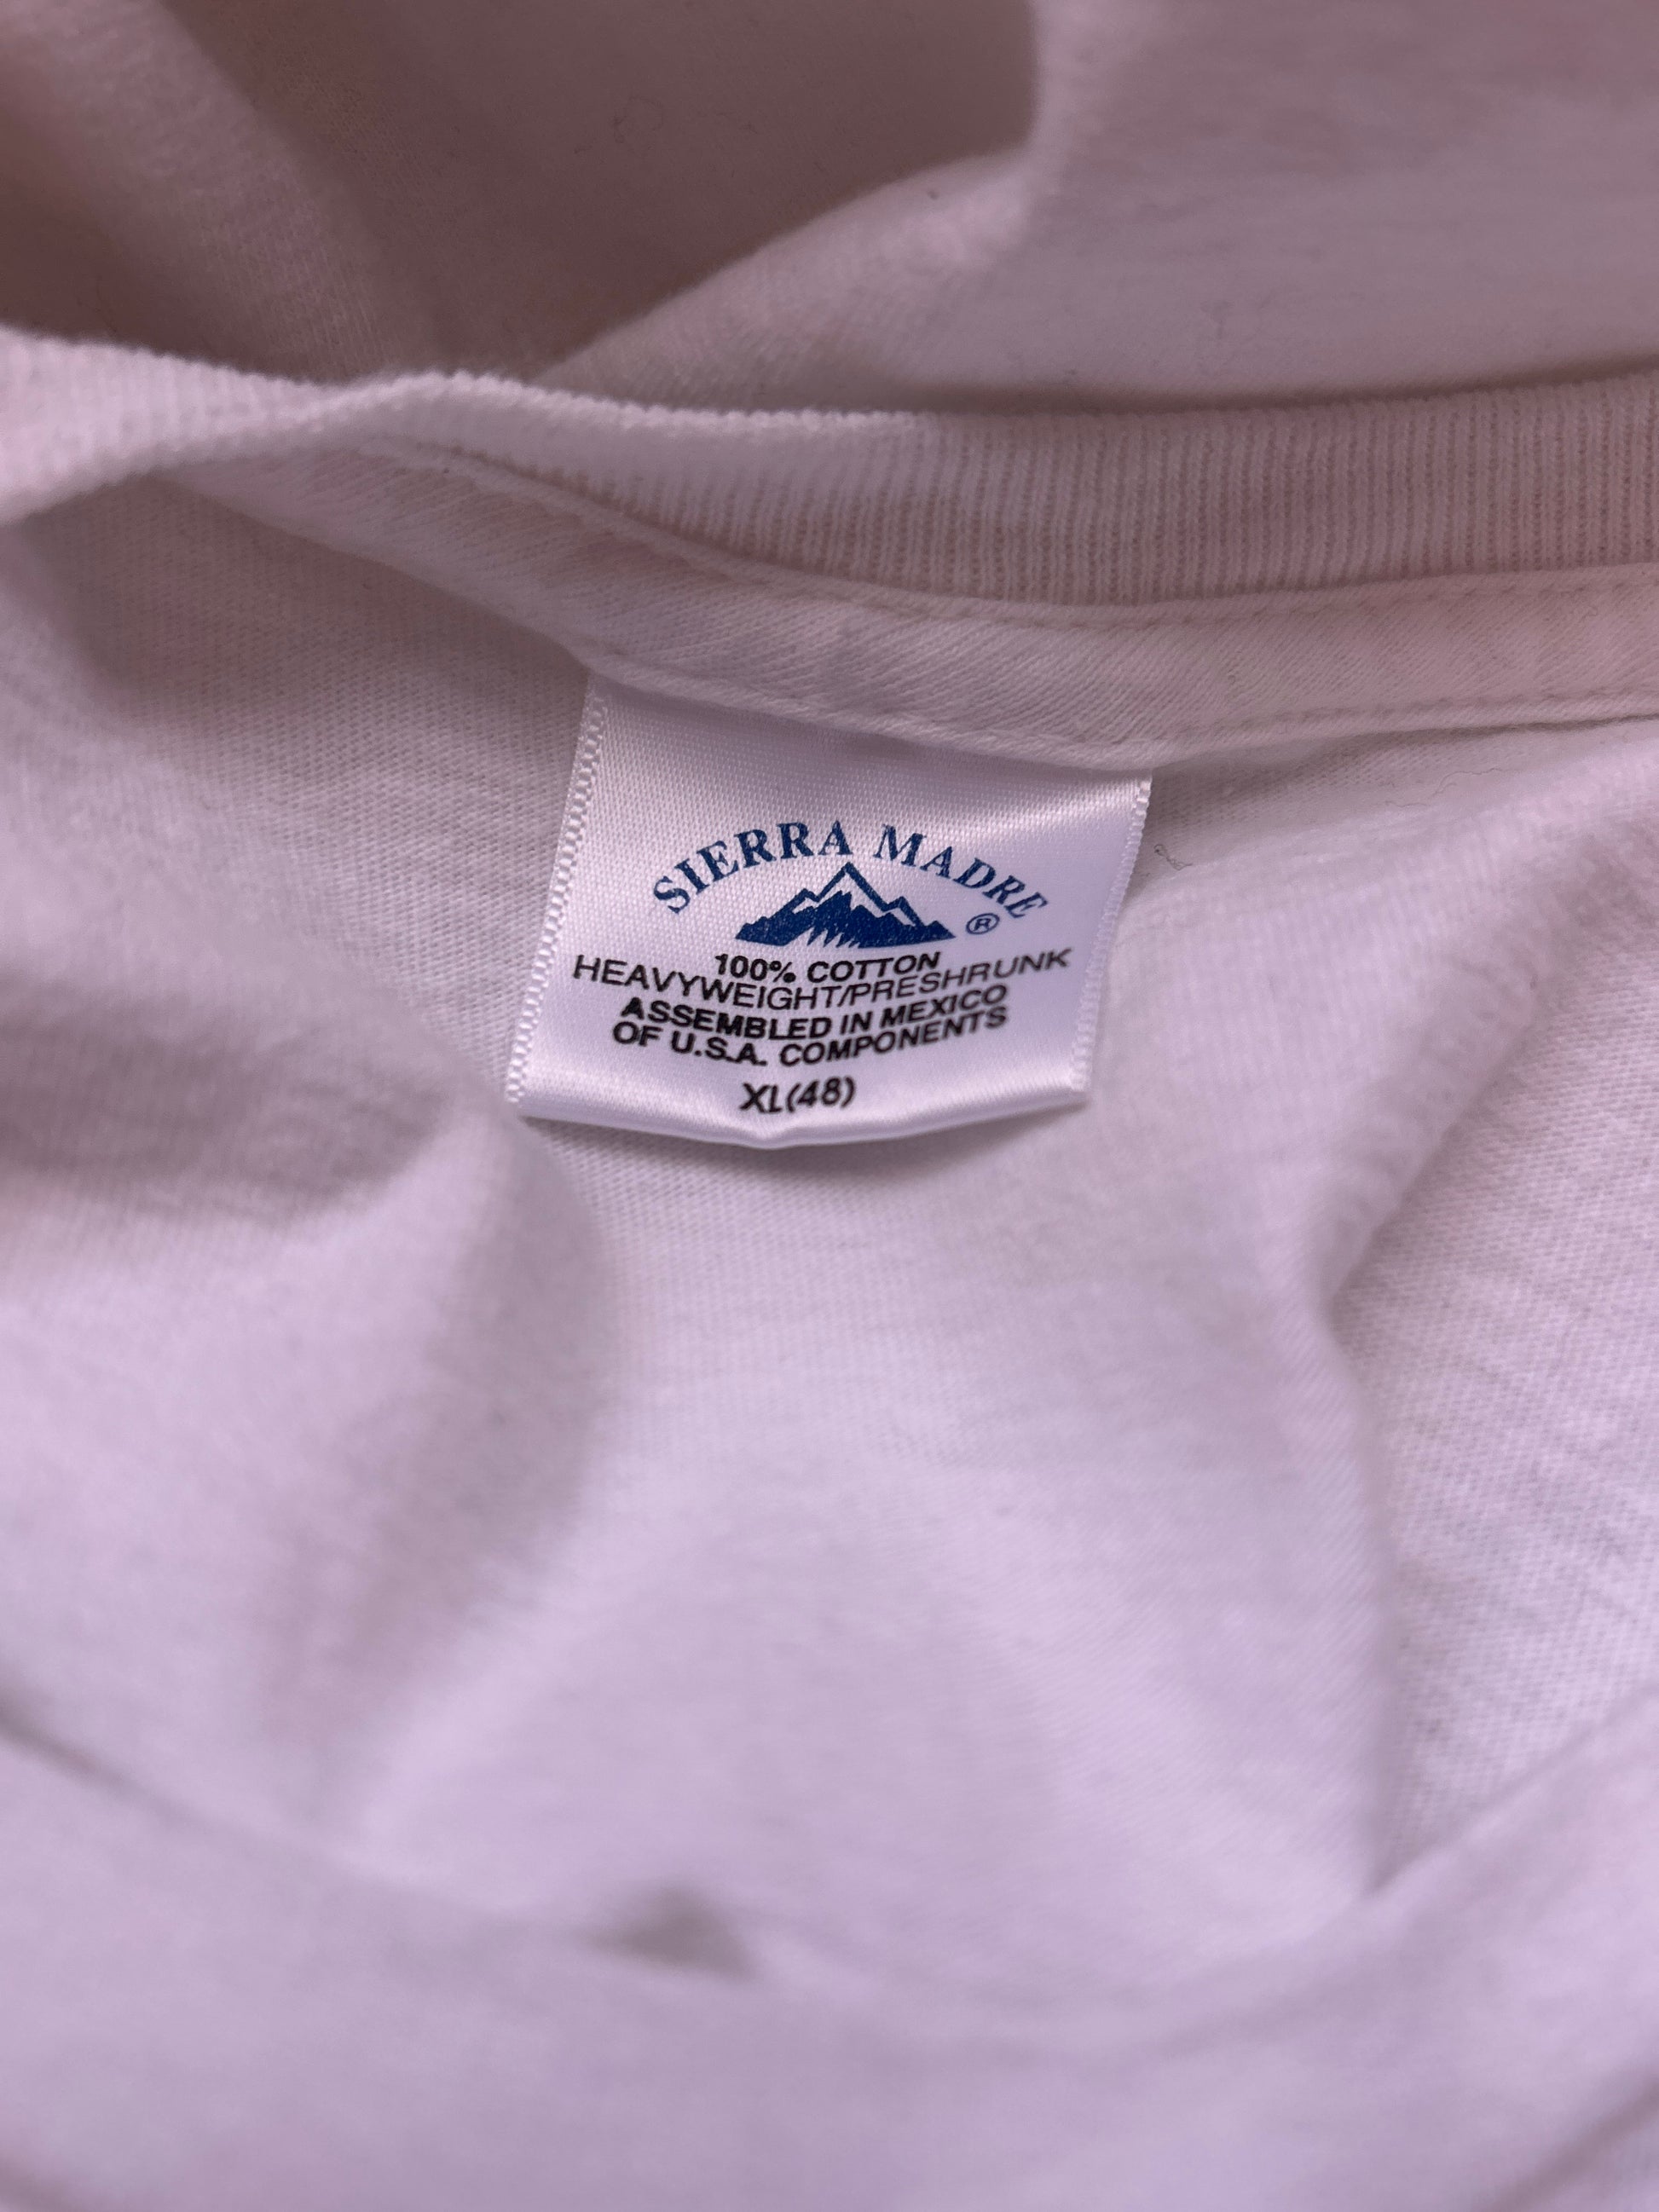 SIERRA MADRE
®
100% COTTON
HEAVYWEIGHT/PRESHRUNK
ASSEMBLED IN MEXICO
OF U.S.A. COMPONENTS
XL(48)